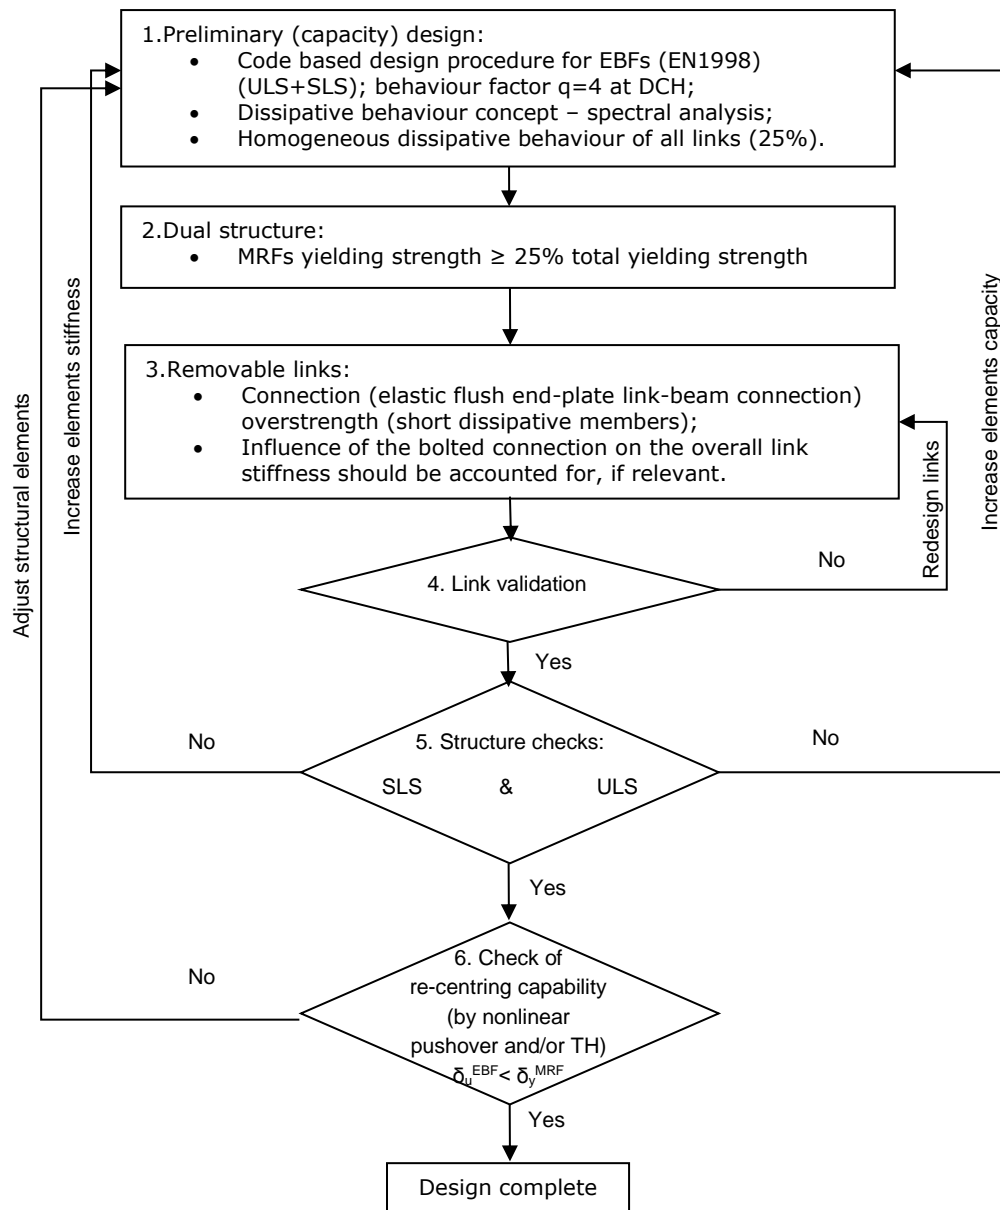 1.Preliminary (capacity) design:
• Code based design procedure for EBFs (EN1998)
(ULS+SLS); behaviour factor q=4 at DCH;
• Dissipative behaviour concept – spectral analysis;
• Homogeneous dissipative behaviour of all links (25%).
2.Dual structure:
• MRFs yielding strength ≥ 25% total yielding strength
3.Removable links:
• Connection (elastic flush end-plate link-beam connection)
overstrength (short dissipative members);
• Influence of the bolted connection on the overall link
stiffness should be accounted for, if relevant.
Adjust structural elements
Increase elements stiffness
Redesign links
Increase elements capacity
4. Link validation
No
Yes
5. Structure checks:
SLS & ULS
No
No
Yes
6. Check of
re-centring capability
(by nonlinear
pushover and/or TH)
δu^EBF< δy^MRF
No
Yes
Design complete